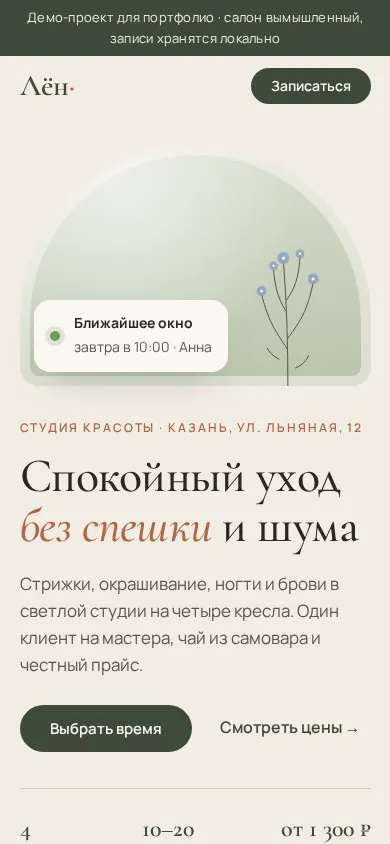 Демо-проект для портфолио · салон вымышленный,
записи хранятся локально
Лён·
Записаться
Ближайшее окно
завтра в 10:00 · Анна
СТУДИЯ КРАСОТЫ · КАЗАНЬ, УЛ. ЛЬНЯНАЯ, 12
Спокойный уход
без спешки и шума
Стрижки, окрашивание, ногти и брови в
светлой студии на четыре кресла. Один
клиент на мастера, чай из самовара и
честный прайс.
Выбрать время
Смотреть цены →
4
10–20
от 1 300 ₽